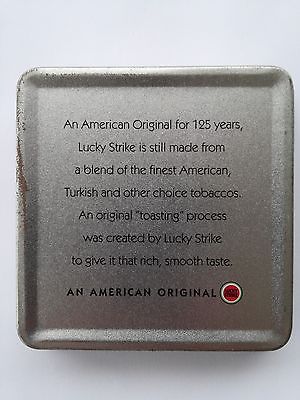 An American Original for 125 years,
Lucky Strike is still made from
a blend of the finest American,
Turkish and other choice tobaccos.
An original "toasting" process
was created by Lucky Strike
to give it that rich, smooth taste.
AN AMERICAN ORIGINAL